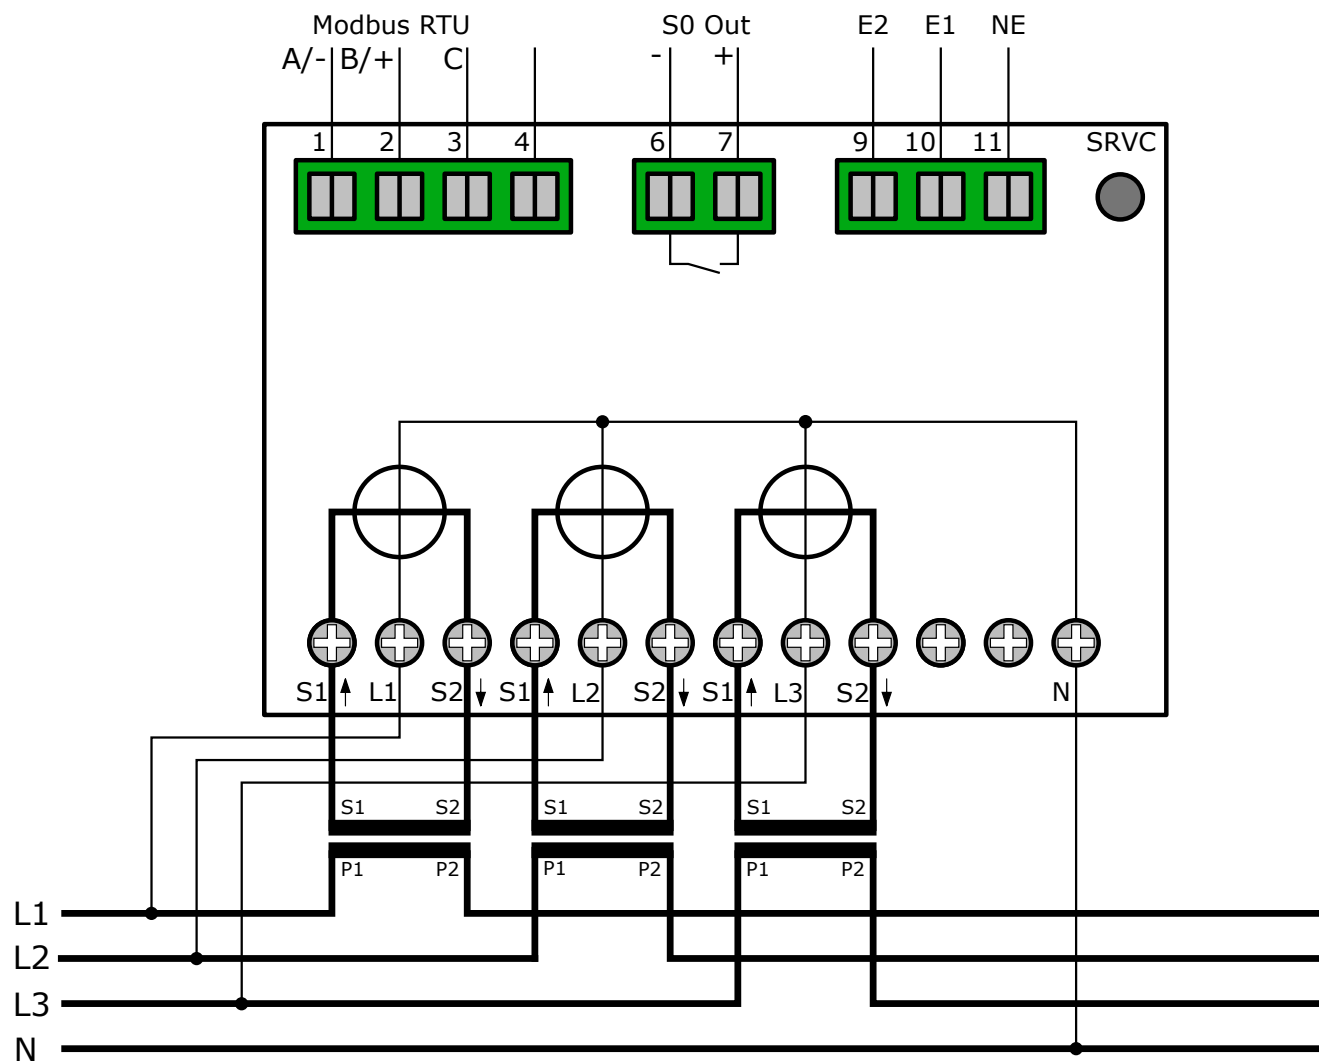 Modbus RTU S0 Out E2 E1 NE
A/- B/+ C - +
1 2 3 4 6 7 9 10 11 SRVC
S1 L1 S2 S1 L2 S2 S1 L3 S2 N
S1 S2 S1 S2 S1 S2
P1 P2 P1 P2 P1 P2
L1
L2
L3
N